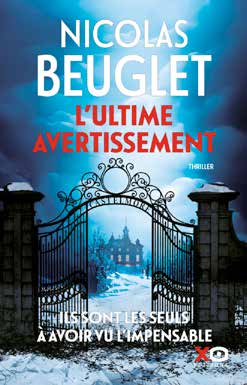 NICOLAS
BEUGLET
L'ULTIME
AVERTISSEMENT
THRILLER
ILS SONT LES SEULS
À AVOIR VU L'IMPENSABLE
XO